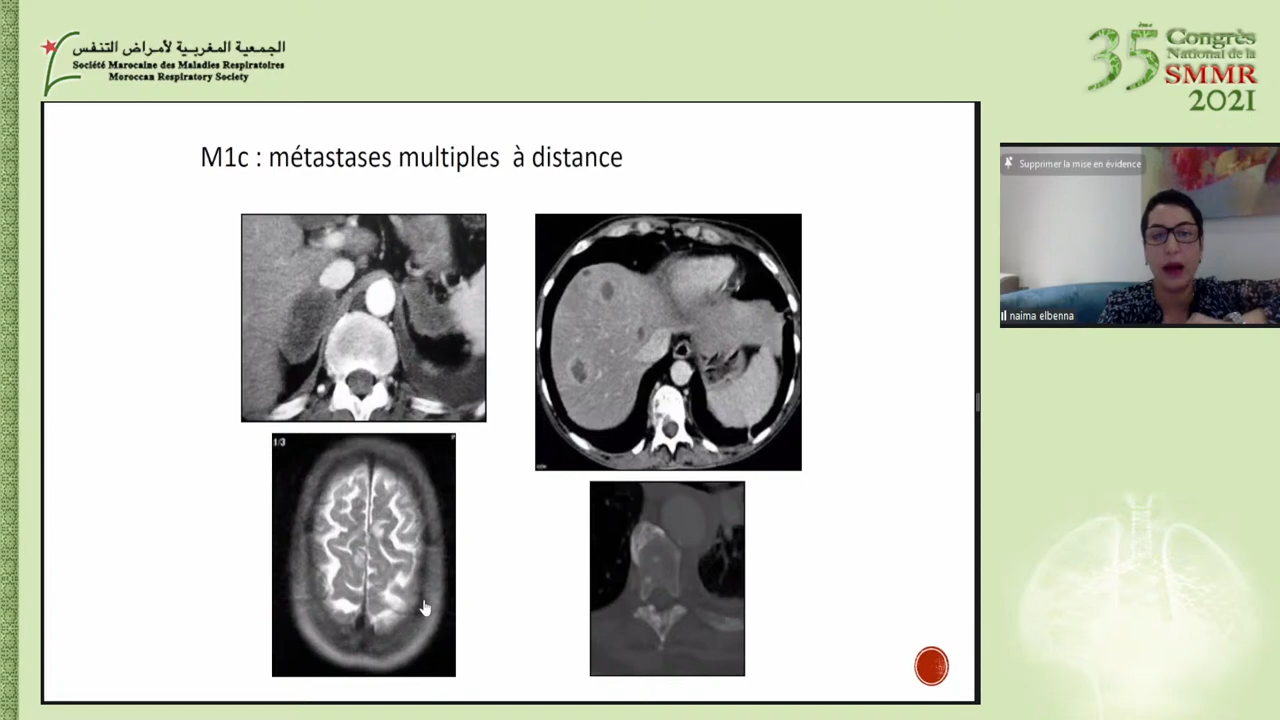 الجمعية المغربية لأمراض التنفس
Société Marocaine des Maladies Respiratoires
Moroccan Respiratory Society
35ème Congrès
National de la
SMMR
2021
M1c : métastases multiples à distance
Supprimer la mise en évidence
naima elbenna
1/3
P